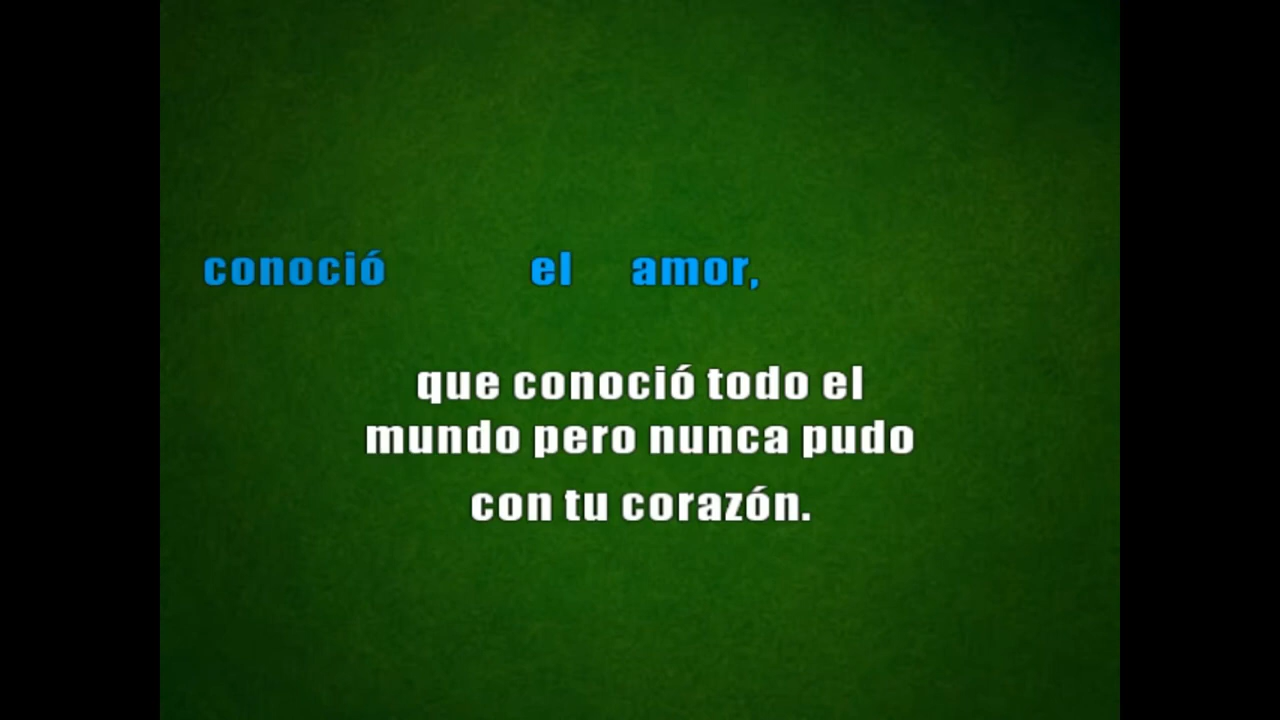 conoció el amor,
que conoció todo el
mundo pero nunca pudo
con tu corazón.